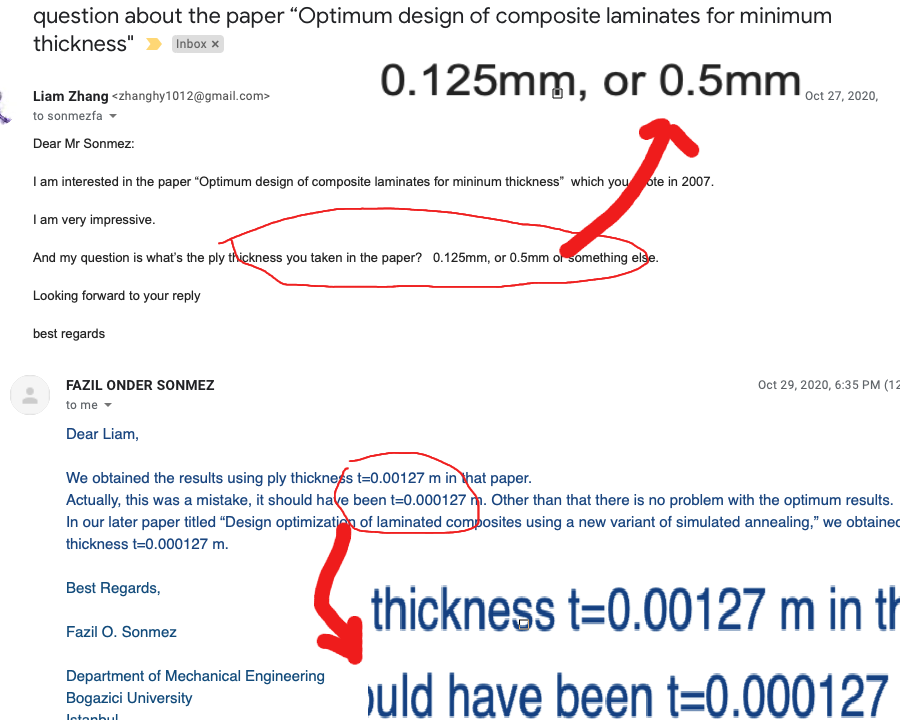 question about the paper “Optimum design of composite laminates for minimum
thickness"
Inbox ×
0.125mm, or 0.5mm
Liam Zhang <zhanghy1012@gmail.com>
Oct 27, 2020,
to sonmezfa
Dear Mr Sonmez:
I am interested in the paper “Optimum design of composite laminates for mininum thickness” which you wrote in 2007.
I am very impressive.
And my question is what’s the ply thickness you taken in the paper? 0.125mm, or 0.5mm or something else.
Looking forward to your reply
best regards
FAZIL ONDER SONMEZ
Oct 29, 2020, 6:35 PM (12
to me
Dear Liam,
We obtained the results using ply thickness t=0.00127 m in that paper.
Actually, this was a mistake, it should have been t=0.000127 m. Other than that there is no problem with the optimum results.
In our later paper titled “Design optimization of laminated composites using a new variant of simulated annealing,” we obtained
thickness t=0.000127 m.
Best Regards,
thickness t=0.00127 m in th
Fazil O. Sonmez
Department of Mechanical Engineering
ould have been t=0.000127
Bogazici University
Istanbul